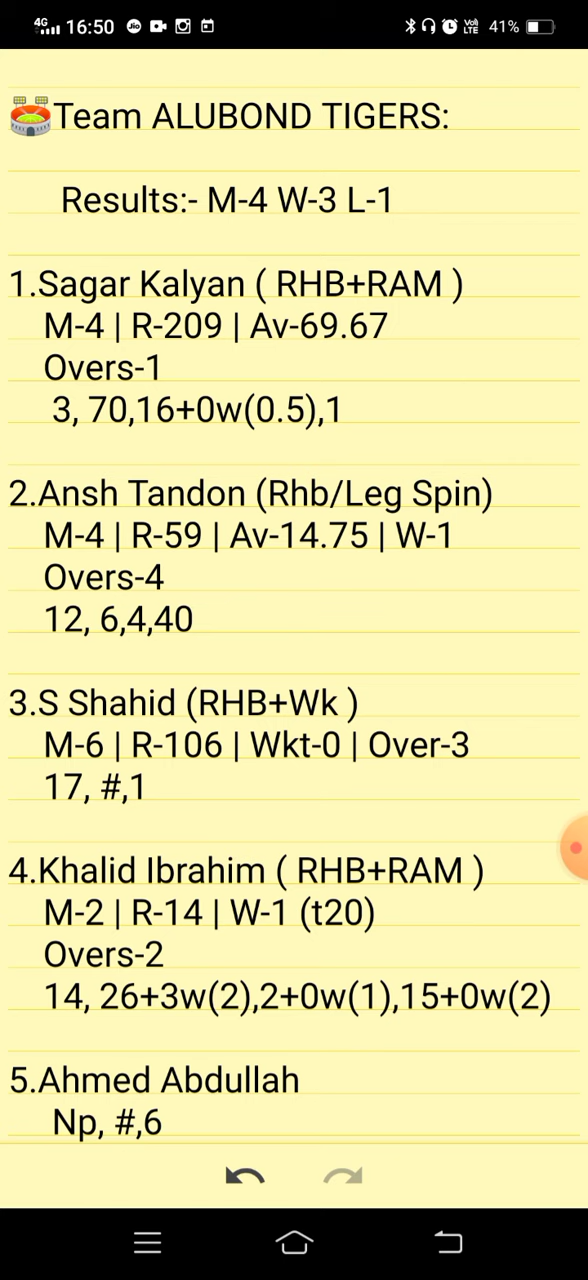 4G 16:50 Jio Vo) LTE 41%
Team ALUBOND TIGERS:
Results:- M-4 W-3 L-1
1.Sagar Kalyan ( RHB+RAM )
M-4 | R-209 | Av-69.67
Overs-1
3, 70,16+0w(0.5),1
2.Ansh Tandon (Rhb/Leg Spin)
M-4 | R-59 | Av-14.75 | W-1
Overs-4
12, 6,4,40
3.S Shahid (RHB+Wk )
M-6 | R-106 | Wkt-0 | Over-3
17, #,1
4.Khalid Ibrahim ( RHB+RAM )
M-2 | R-14 | W-1 (t20)
Overs-2
14, 26+3w(2),2+0w(1),15+0w(2)
5.Ahmed Abdullah
Np, #,6